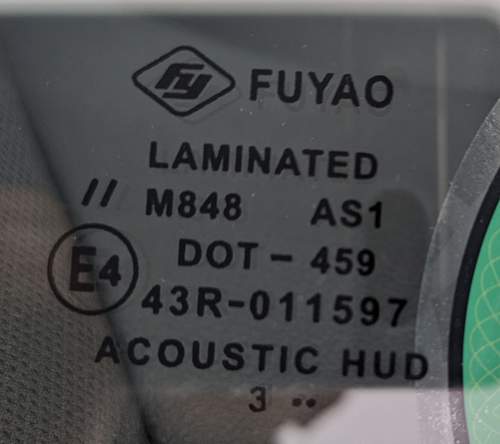 fy FUYAO
LAMINATED
// M848 AS1
DOT - 459
E4 43R-011597
ACOUSTIC HUD
3 ••